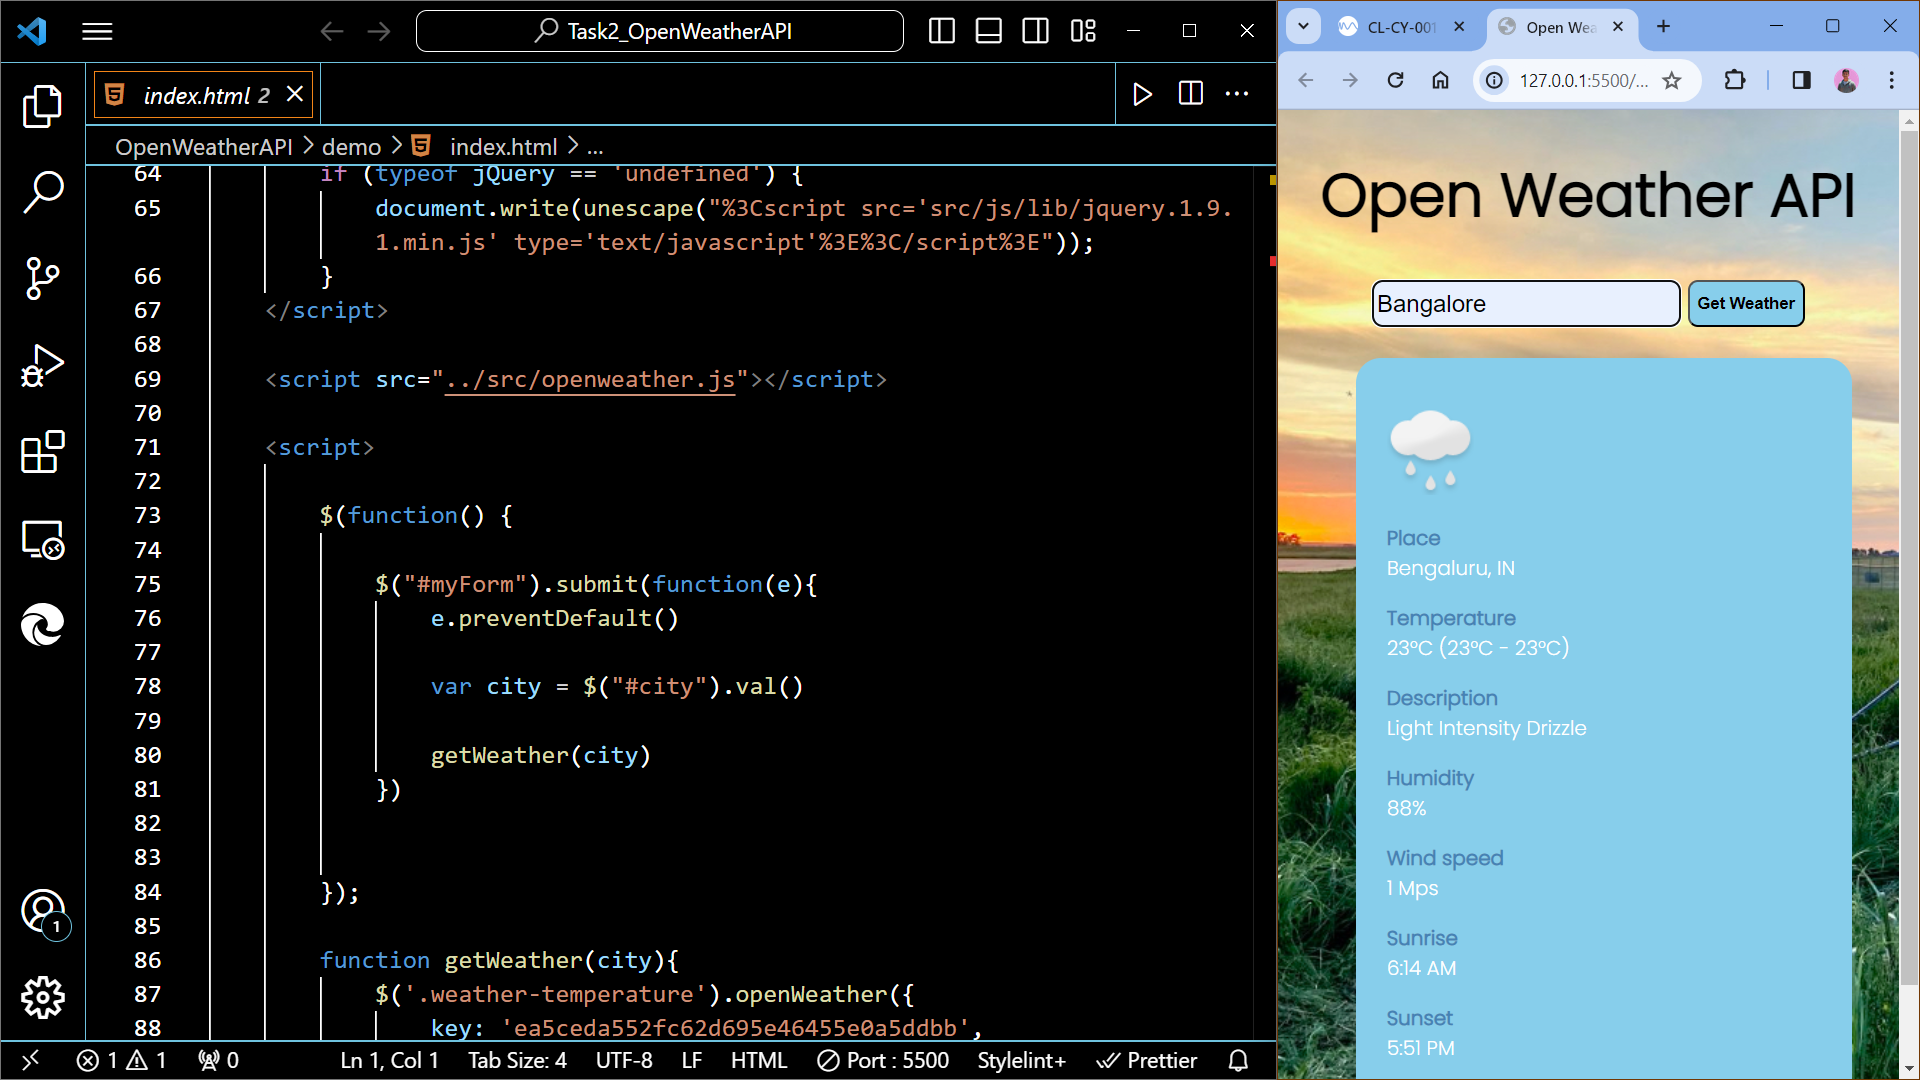 Task2_OpenWeatherAPI
index.html 2
OpenWeatherAPI > demo > index.html > ...
64 if (typeof jQuery == 'undefined') {
65 document.write(unescape("%3Cscript src='src/js/lib/jquery.1.9.
1.min.js' type='text/javascript'%3E%3C/script%3E"));
66 }
67 </script>
68
69 <script src="../src/openweather.js"></script>
70
71 <script>
72
73 $(function() {
74
75 $("#myForm").submit(function(e){
76 e.preventDefault()
77
78 var city = $("#city").val()
79
80 getWeather(city)
81 })
82
83
84 });
85
86 function getWeather(city){
87 $('.weather-temperature').openWeather({
88 key: 'ea5ceda552fc62d695e46455e0a5ddbb',
1
1 1 0 Ln 1, Col 1 Tab Size: 4 UTF-8 LF HTML Port : 5500 Stylelint+ Prettier
CL-CY-001
Open Wea
127.0.0.1:5500/...
Open Weather API
Bangalore Get Weather
Place
Bengaluru, IN
Temperature
23°C (23°C - 23°C)
Description
Light Intensity Drizzle
Humidity
88%
Wind speed
1 Mps
Sunrise
6:14 AM
Sunset
5:51 PM